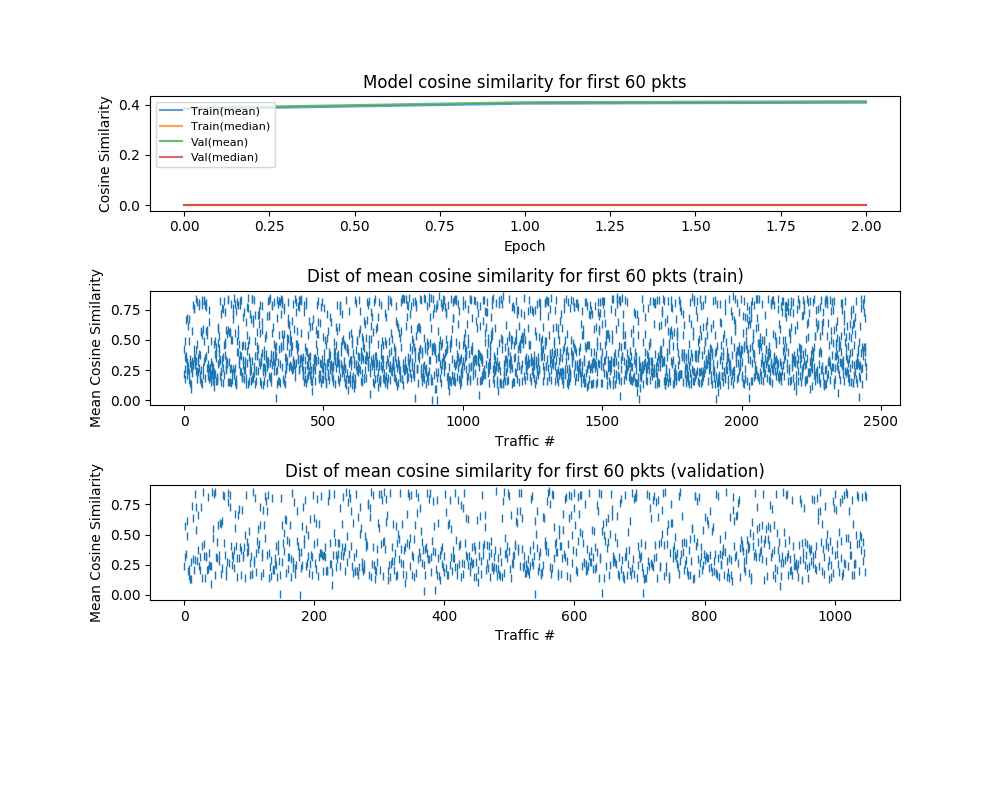 Model cosine similarity for first 60 pkts
Cosine Similarity
0.4
0.2
0.0
Train(mean)
Train(median)
Val(mean)
Val(median)
0.00 0.25 0.50 0.75 1.00 1.25 1.50 1.75 2.00
Epoch
Dist of mean cosine similarity for first 60 pkts (train)
Mean Cosine Similarity
0.75
0.50
0.25
0.00
0 500 1000 1500 2000 2500
Traffic #
Dist of mean cosine similarity for first 60 pkts (validation)
Mean Cosine Similarity
0.75
0.50
0.25
0.00
0 200 400 600 800 1000
Traffic #